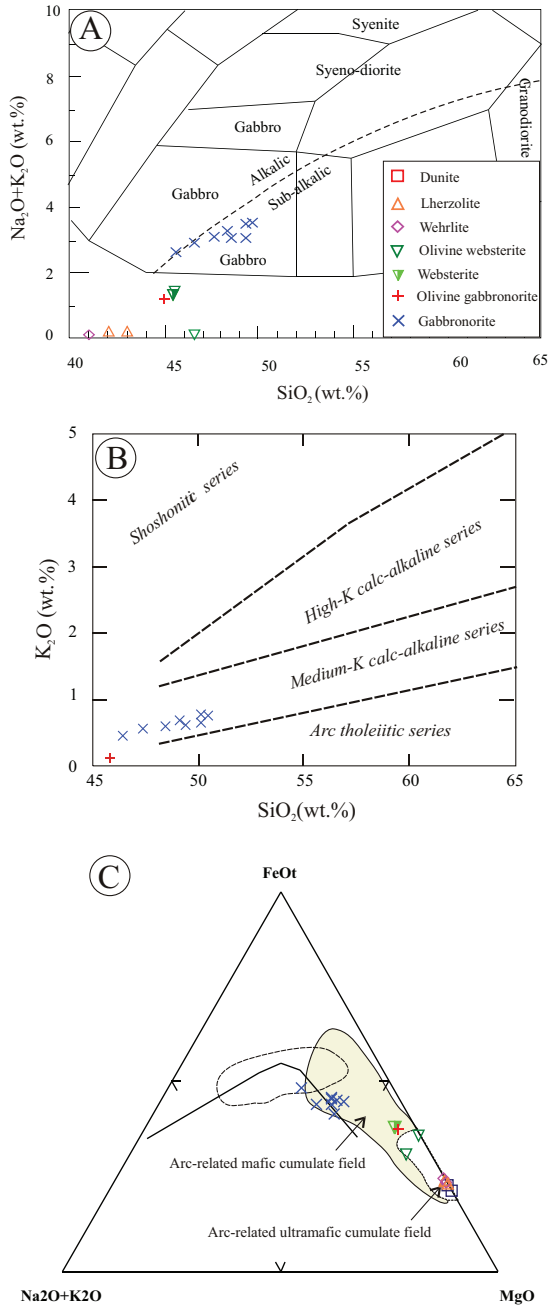 A
10
8
6
4
2
0
Na2O+K2O (wt.%)
Syenite
Syeno-diorite
Gabbro
Granodiorite
Alkalic
Sub-alkalic
Gabbro
Gabbro
Dunite
Lherzolite
Wehrlite
Olivine websterite
Websterite
Olivine gabbronorite
Gabbronorite
40 45 50 55 60 65
SiO2 (wt.%)
B
5
4
3
2
1
0
K2O (wt.%)
Shoshonitic series
High-K calc-alkaline series
Medium-K calc-alkaline series
Arc tholeiitic series
45 50 55 60 65
SiO2(wt.%)
C
FeOt
Arc-related mafic cumulate field
Arc-related ultramafic cumulate field
Na2O+K2O
MgO